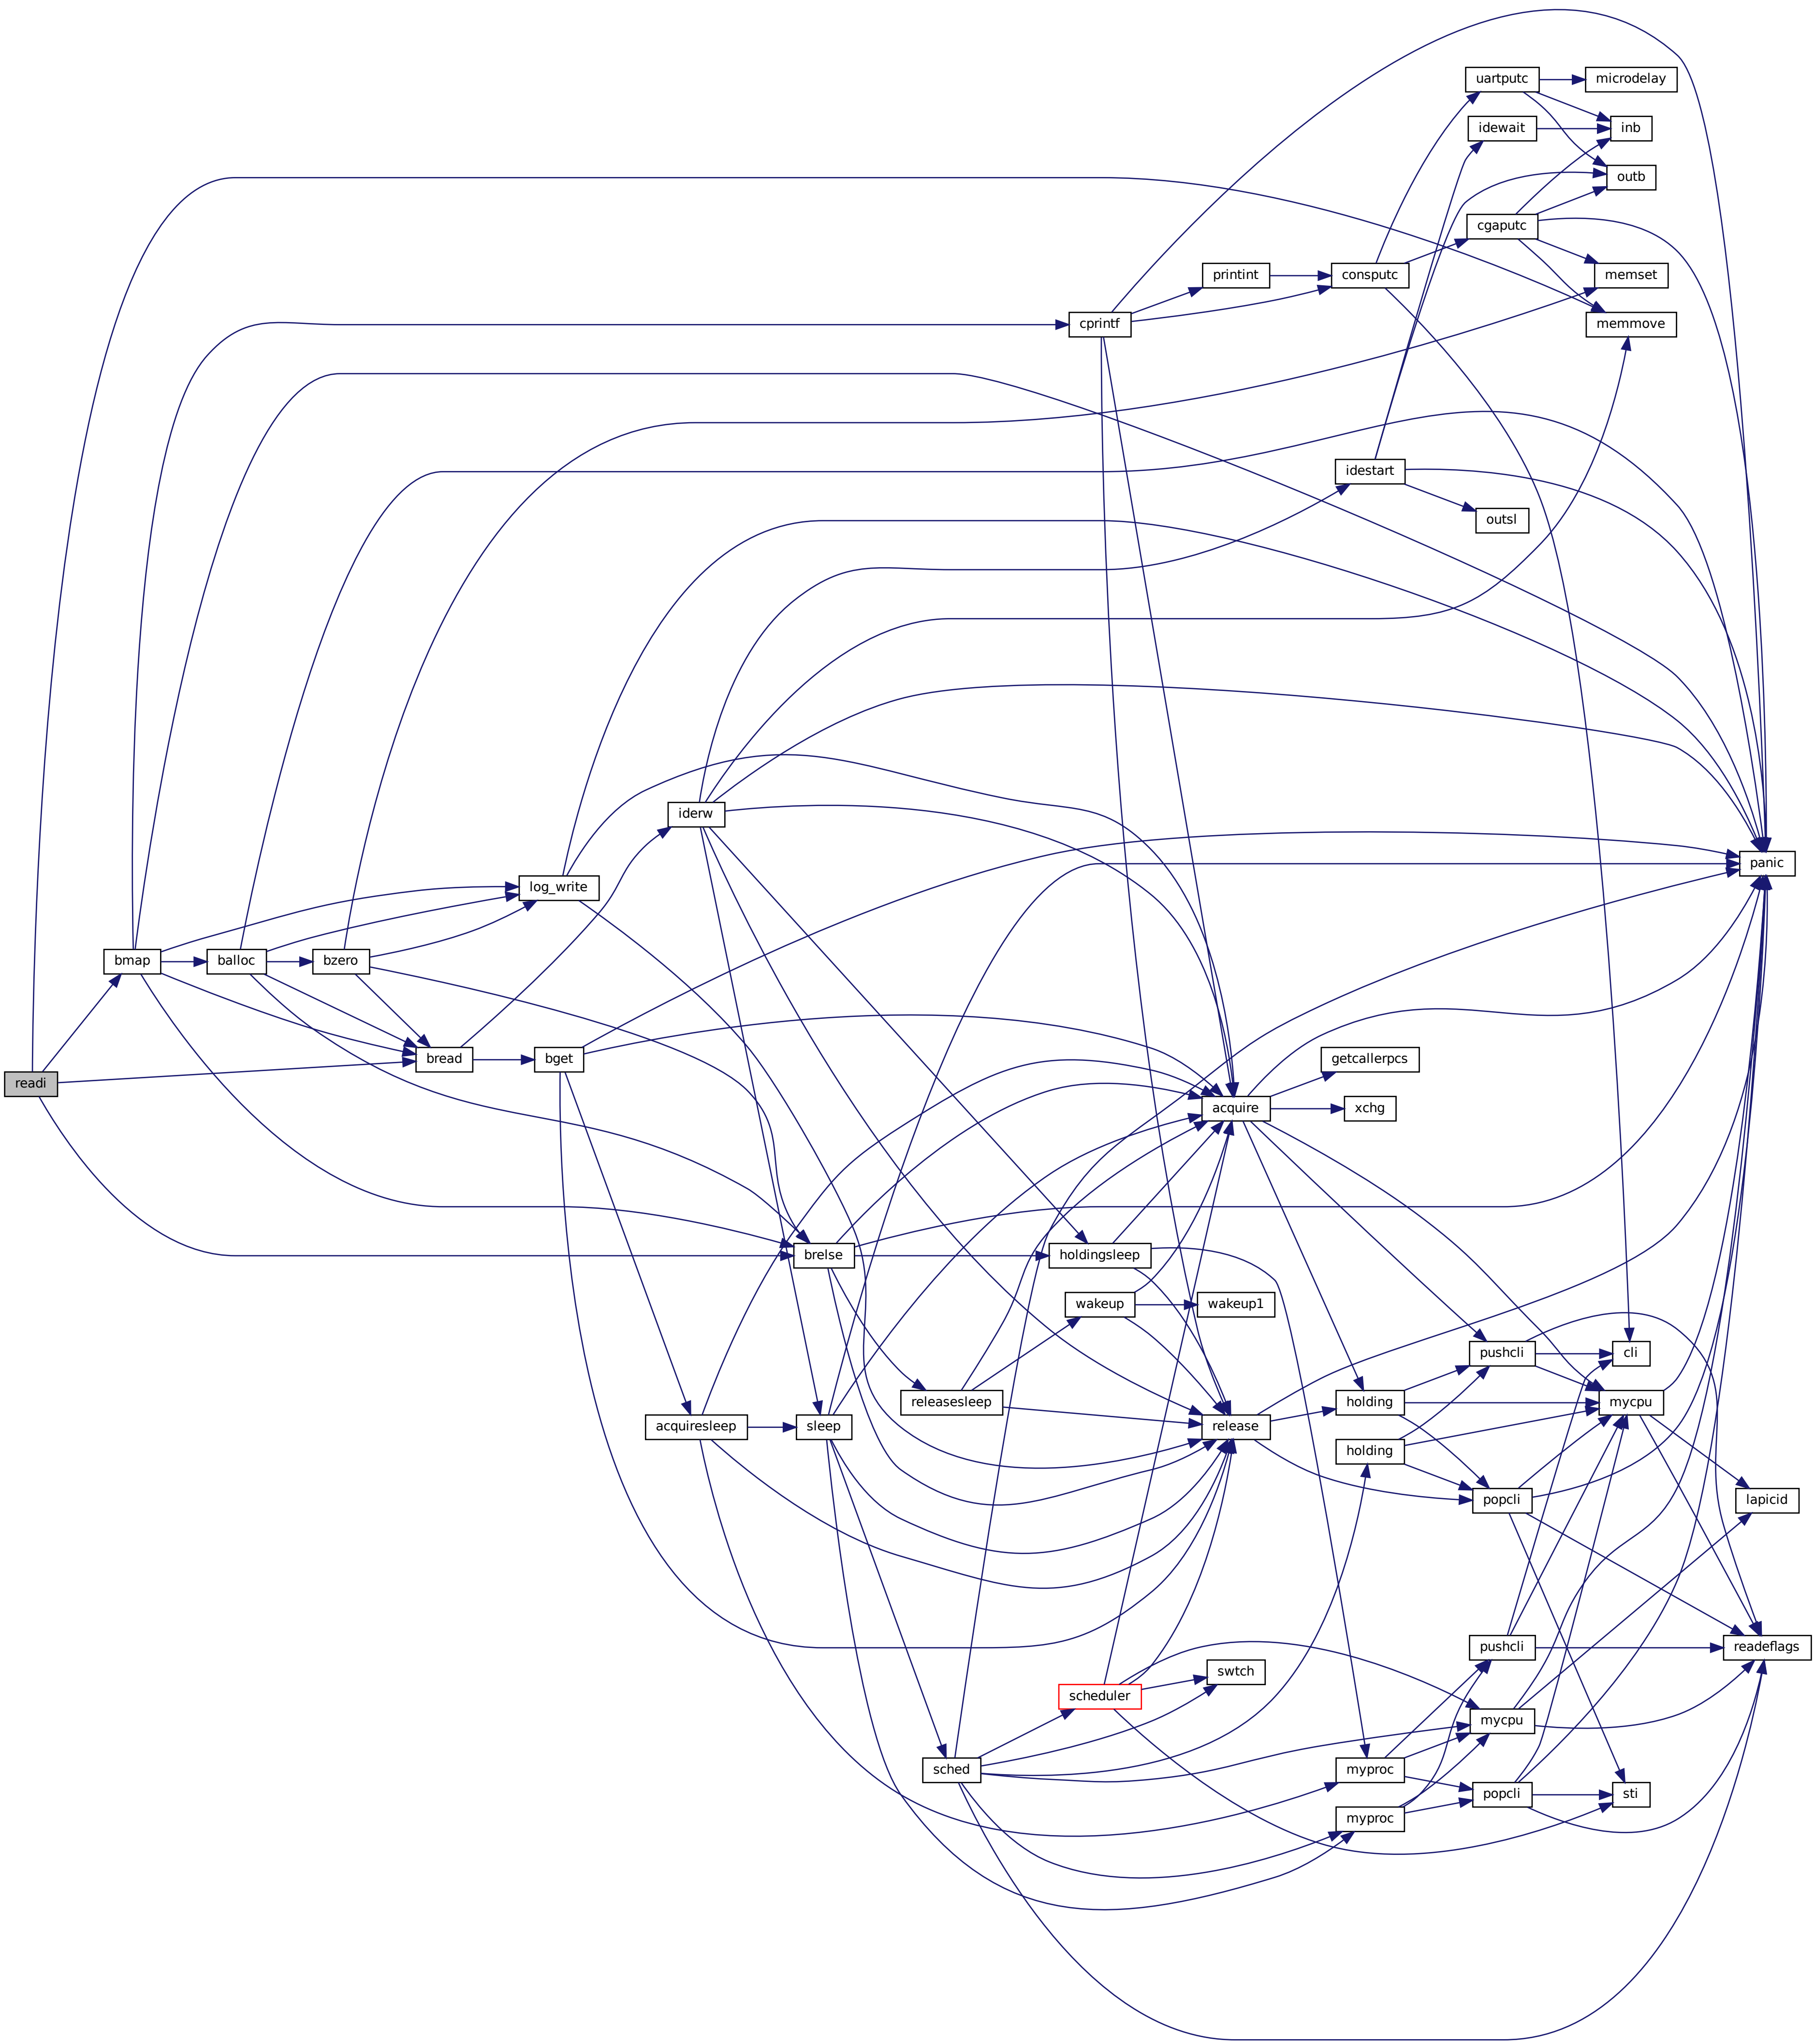 uartputc
microdelay
idewait
inb
outb
cgaputc
printint
consputc
memset
cprintf
memmove
idestart
outsl
iderw
panic
log_write
bmap
balloc
bzero
bread
bget
getcallerpcs
readi
acquire
xchg
brelse
holdingsleep
wakeup
wakeup1
pushcli
cli
releasesleep
holding
mycpu
acquiresleep
sleep
release
holding
popcli
lapicid
pushcli
readeflags
swtch
scheduler
mycpu
sched
myproc
popcli
sti
myproc